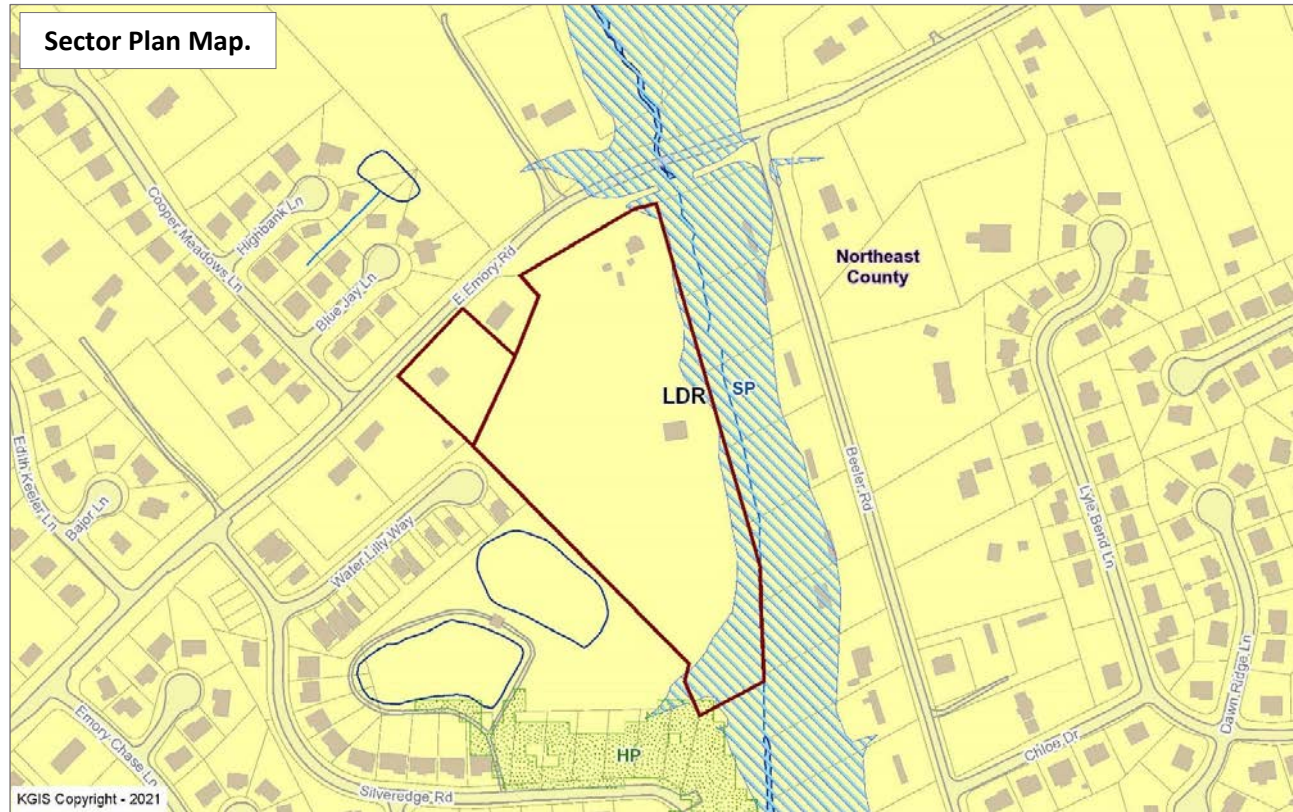 Sector Plan Map.
Cooper Meadows Ln
Highbank Ln
Blue Jay Ln
E. Emory Rd
Northeast
County
LDR
SP
Beeler Rd
Edith Keeler Ln
Bajor Ln
Water Lilly Way
Lyle Bend Ln
Dawn Ridge Ln
Emory Chase Ln
HP
Chloe Dr
Silveredge Rd
KGIS Copyright - 2021